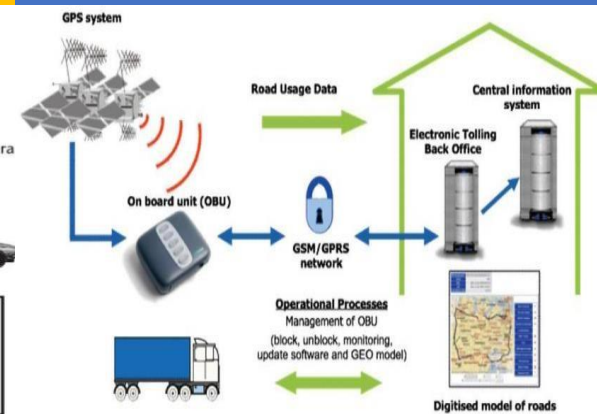 GPS system
Road Usage Data
Central information
system
Electronic Tolling
Back Office
ra
On board unit (OBU)
GSM/GPRS
network
Operational Processes
Management of OBU
(block, unblock, monitoring,
update software and GEO model)
Digitised model of roads